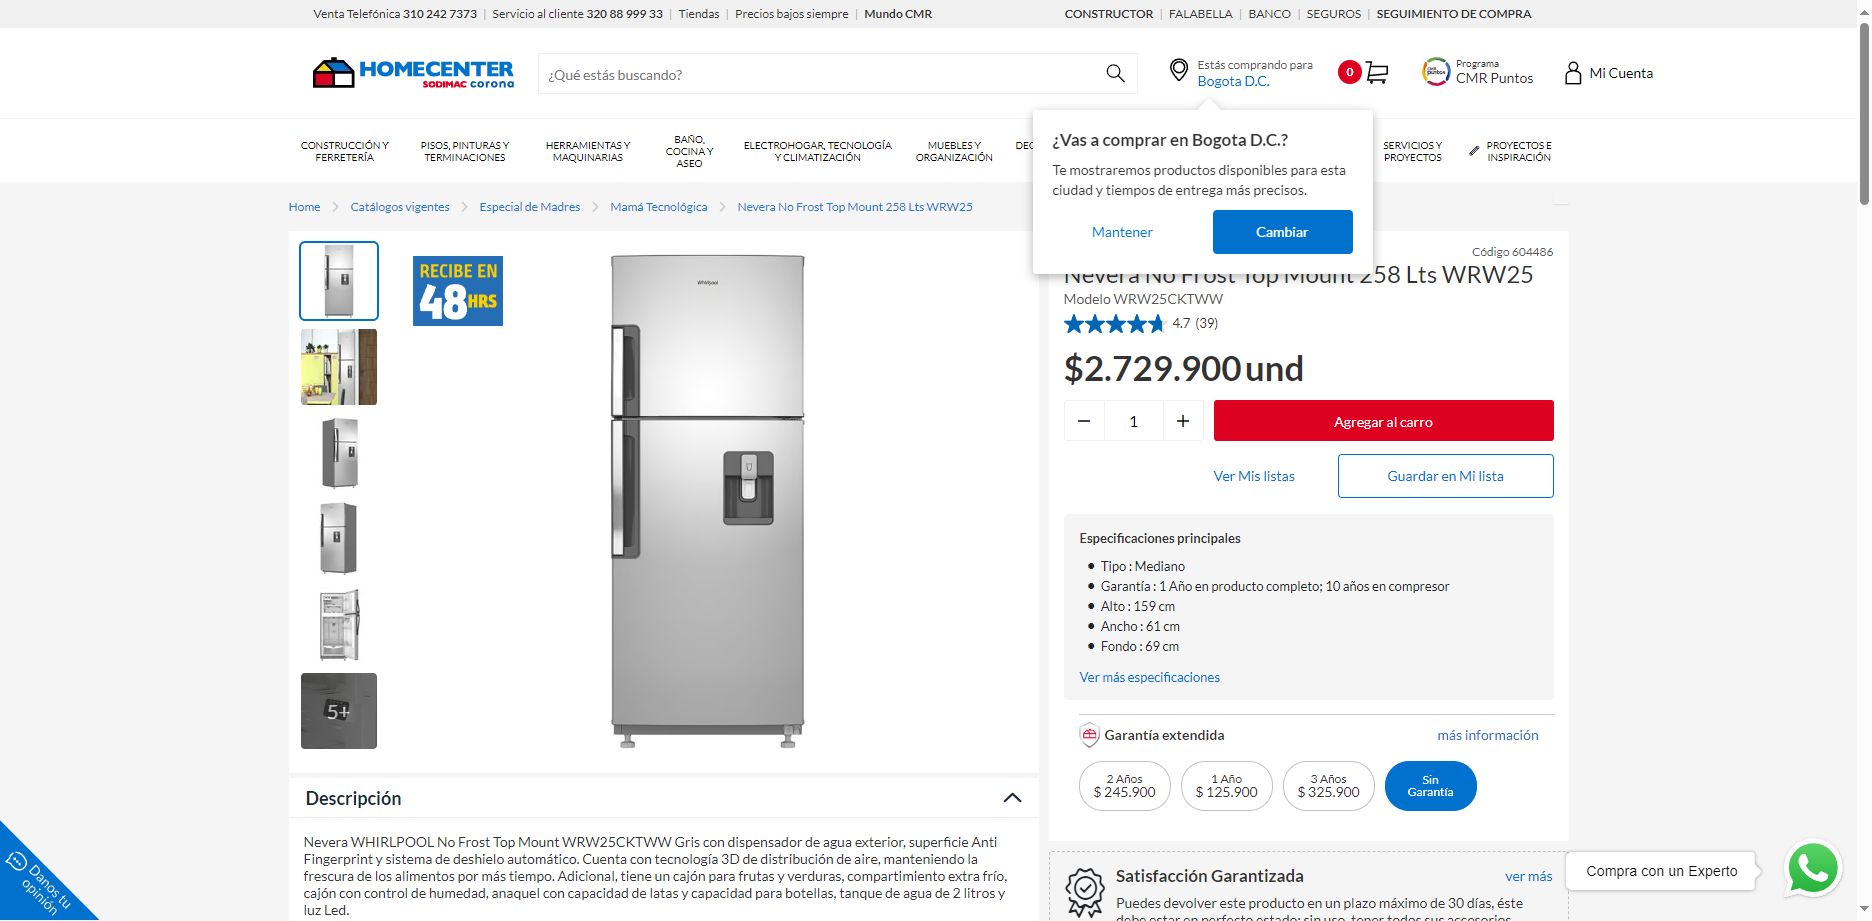 Venta Telefónica 310 242 7373 | Servicio al cliente 320 88 999 33 | Tiendas | Precios bajos siempre | Mundo CMR
CONSTRUCTOR | FALABELLA | BANCO | SEGUROS | SEGUIMIENTO DE COMPRA
HOMECENTER
SODIMAC corona
¿Qué estás buscando?
Estás comprando para
Bogota D.C.
0
Programa
CMR Puntos
Mi Cuenta
CONSTRUCCIÓN Y
FERRETERÍA
PISOS, PINTURAS Y
TERMINACIONES
HERRAMIENTAS Y
MAQUINARIAS
BAÑO,
COCINA Y
ASEO
ELECTROHOGAR, TECNOLOGÍA
Y CLIMATIZACIÓN
MUEBLES Y
ORGANIZACIÓN
SERVICIOS Y
PROYECTOS
PROYECTOS E
INSPIRACIÓN
¿Vas a comprar en Bogota D.C.?
Te mostraremos productos disponibles para esta
ciudad y tiempos de entrega más precisos.
Mantener
Cambiar
Home > Catálogos vigentes > Especial de Madres > Mamá Tecnológica > Nevera No Frost Top Mount 258 Lts WRW25
RECIBE EN
48HRS
Whirlpool
5+
Código 604486
Nevera No Frost Top Mount 258 Lts WRW25
Modelo WRW25CKTWW
4.7 (39)
$2.729.900 und
− 1 +
Agregar al carro
Ver Mis listas
Guardar en Mi lista
Especificaciones principales
Tipo : Mediano
Garantía : 1 Año en producto completo; 10 años en compresor
Alto : 159 cm
Ancho : 61 cm
Fondo : 69 cm
Ver más especificaciones
Garantía extendida
más información
2 Años
$ 245.900
1 Año
$ 125.900
3 Años
$ 325.900
Sin
Garantía
Descripción
Nevera WHIRLPOOL No Frost Top Mount WRW25CKTWW Gris con dispensador de agua exterior, superficie Anti
Fingerprint y sistema de deshielo automático. Cuenta con tecnología 3D de distribución de aire, manteniendo la
frescura de los alimentos por más tiempo. Adicional, tiene un cajón para frutas y verduras, compartimiento extra frío,
cajón con control de humedad, anaquel con capacidad de latas y capacidad para botellas, tanque de agua de 2 litros y
luz Led.
Satisfacción Garantizada
ver más
Puedes devolver este producto en un plazo máximo de 30 días, éste
debe estar en perfecto estado; sin uso, tener todos sus accesorios,
Compra con un Experto
Danos tu
opinión